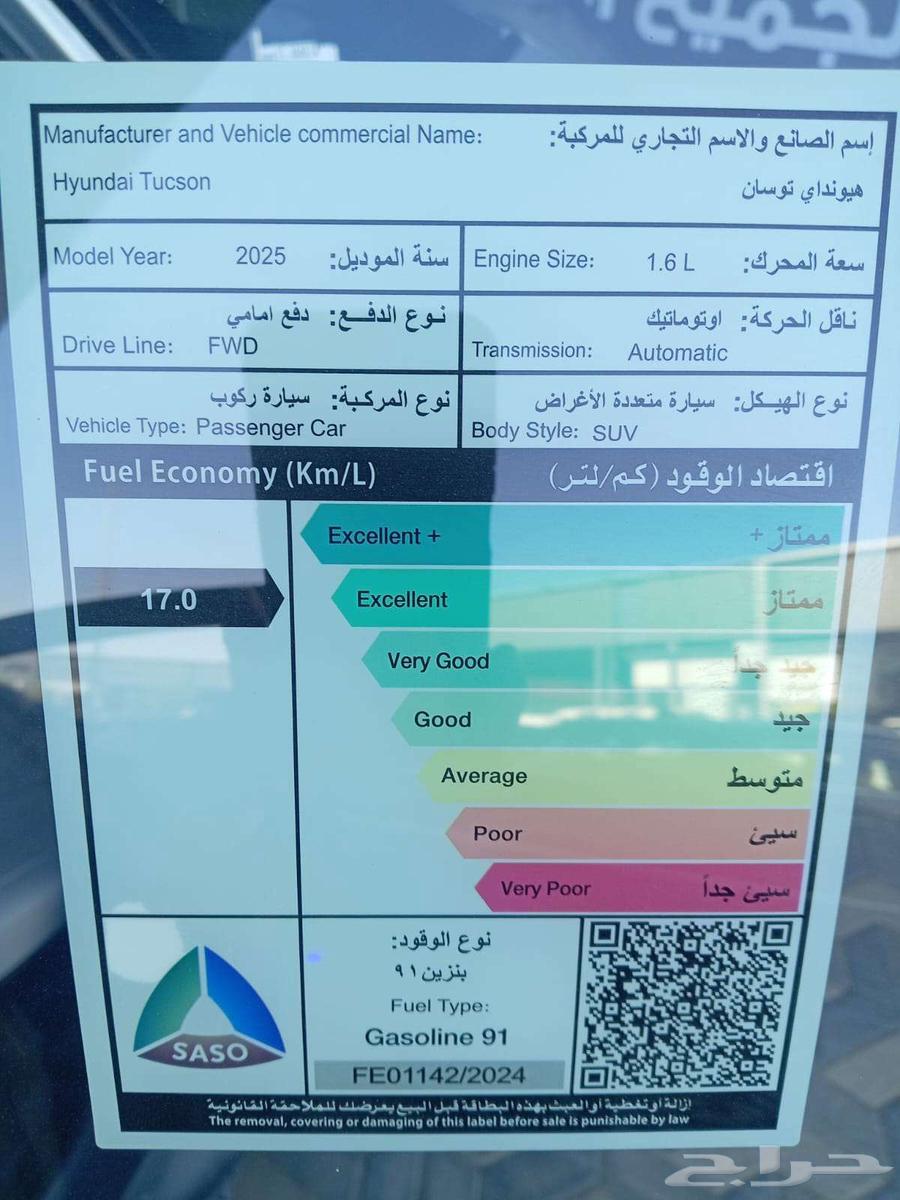 الجميح
Manufacturer and Vehicle commercial Name: إسم الصانع والاسم التجاري للمركبة:
Hyundai Tucson هيونداي توسان
Model Year: 2025 سنة الموديل:
Engine Size: 1.6 L سعة المحرك:
نوع الدفع: دفع امامي
Drive Line: FWD
ناقل الحركة: اوتوماتيك
Transmission: Automatic
نوع المركبة: سيارة ركوب
Vehicle Type: Passenger Car
نوع الهيكل: سيارة متعددة الأغراض
Body Style: SUV
Fuel Economy (Km/L) اقتصاد الوقود (كم/لتر)
Excellent + ممتاز +
17.0
Excellent ممتاز
Very Good جيد جداً
Good جيد
Average متوسط
Poor سيئ
Very Poor سيئ جداً
SASO
نوع الوقود:
بنزين ٩١
Fuel Type:
Gasoline 91
FE01142/2024
إزالة أو تغطية أو العبث بهذه البطاقة قبل البيع يعرضك للملاحقة القانونية
The removal, covering or damaging of this label before sale is punishable by law
حراج